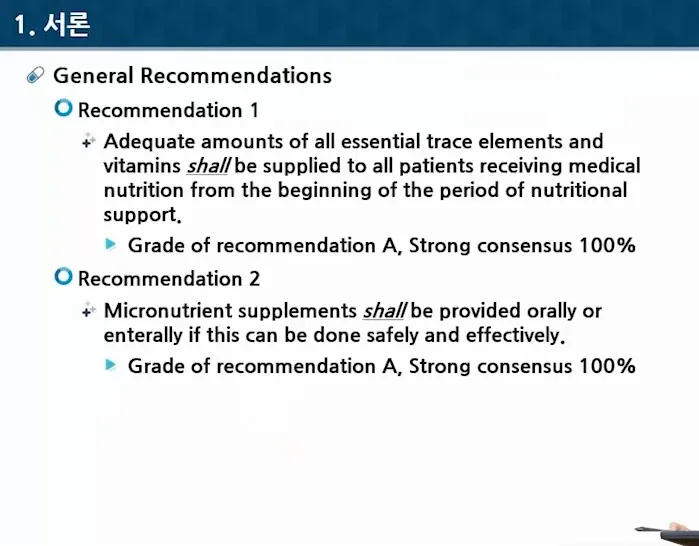 1. 서론
General Recommendations
Recommendation 1
Adequate amounts of all essential trace elements and
vitamins shall be supplied to all patients receiving medical
nutrition from the beginning of the period of nutritional
support.
Grade of recommendation A, Strong consensus 100%
Recommendation 2
Micronutrient supplements shall be provided orally or
enterally if this can be done safely and effectively.
Grade of recommendation A, Strong consensus 100%